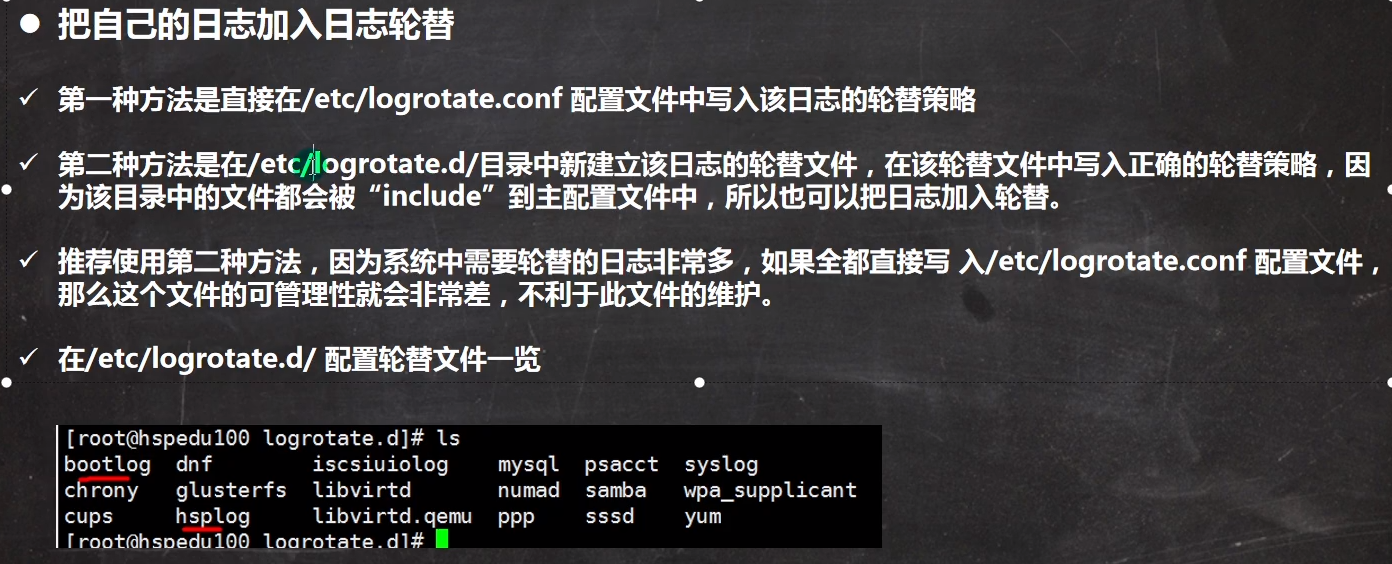 把自己的日志加入日志轮替
第一种方法是直接在/etc/logrotate.conf 配置文件中写入该日志的轮替策略
第二种方法是在/etc/logrotate.d/目录中新建立该日志的轮替文件，在该轮替文件中写入正确的轮替策略，因
为该目录中的文件都会被“include”到主配置文件中，所以也可以把日志加入轮替。
推荐使用第二种方法，因为系统中需要轮替的日志非常多，如果全都直接写 入/etc/logrotate.conf 配置文件，
那么这个文件的可管理性就会非常差，不利于此文件的维护。
在/etc/logrotate.d/ 配置轮替文件一览
[root@hspedu100 logrotate.d]# ls
bootlog dnf iscsiuiolog mysql psacct syslog
chrony glusterfs libvirtd numad samba wpa_supplicant
cups hsplog libvirtd.qemu ppp sssd yum
[root@hspedu100 logrotate.d]#